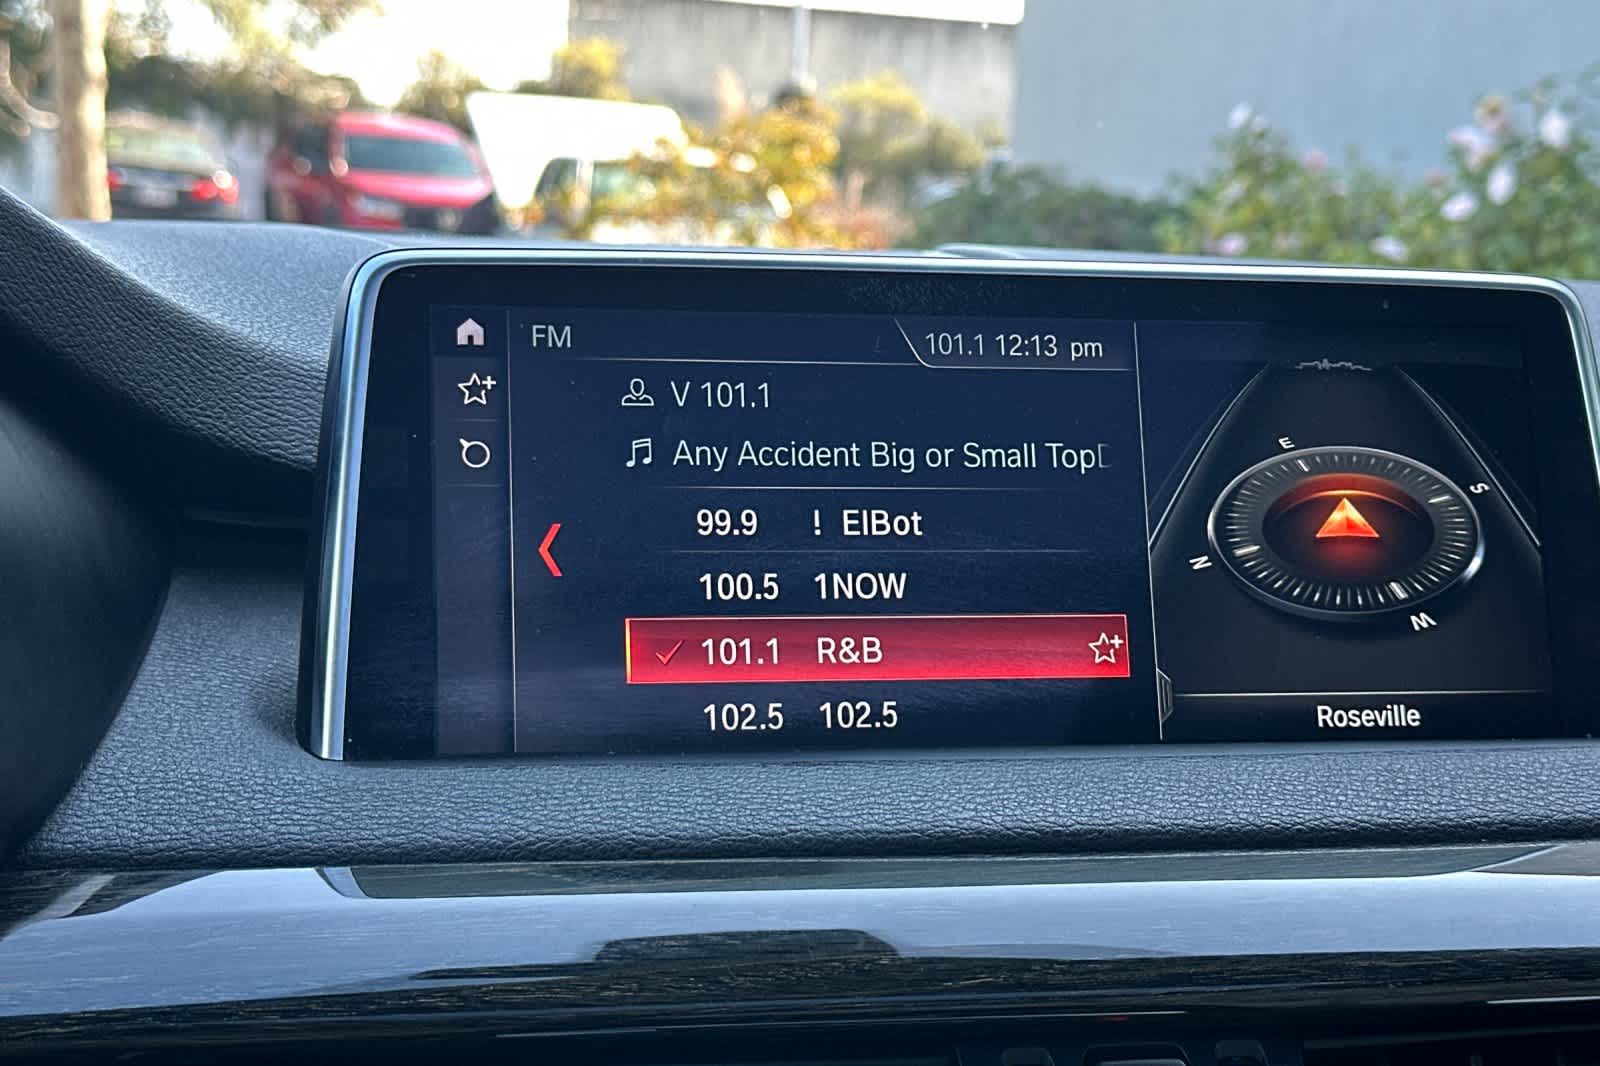 FM
101.1 12:13 pm
V 101.1
Any Accident Big or Small Top
99.9 ! ElBot
100.5 1NOW
101.1 R&B
102.5 102.5
E
S
N
W
Roseville